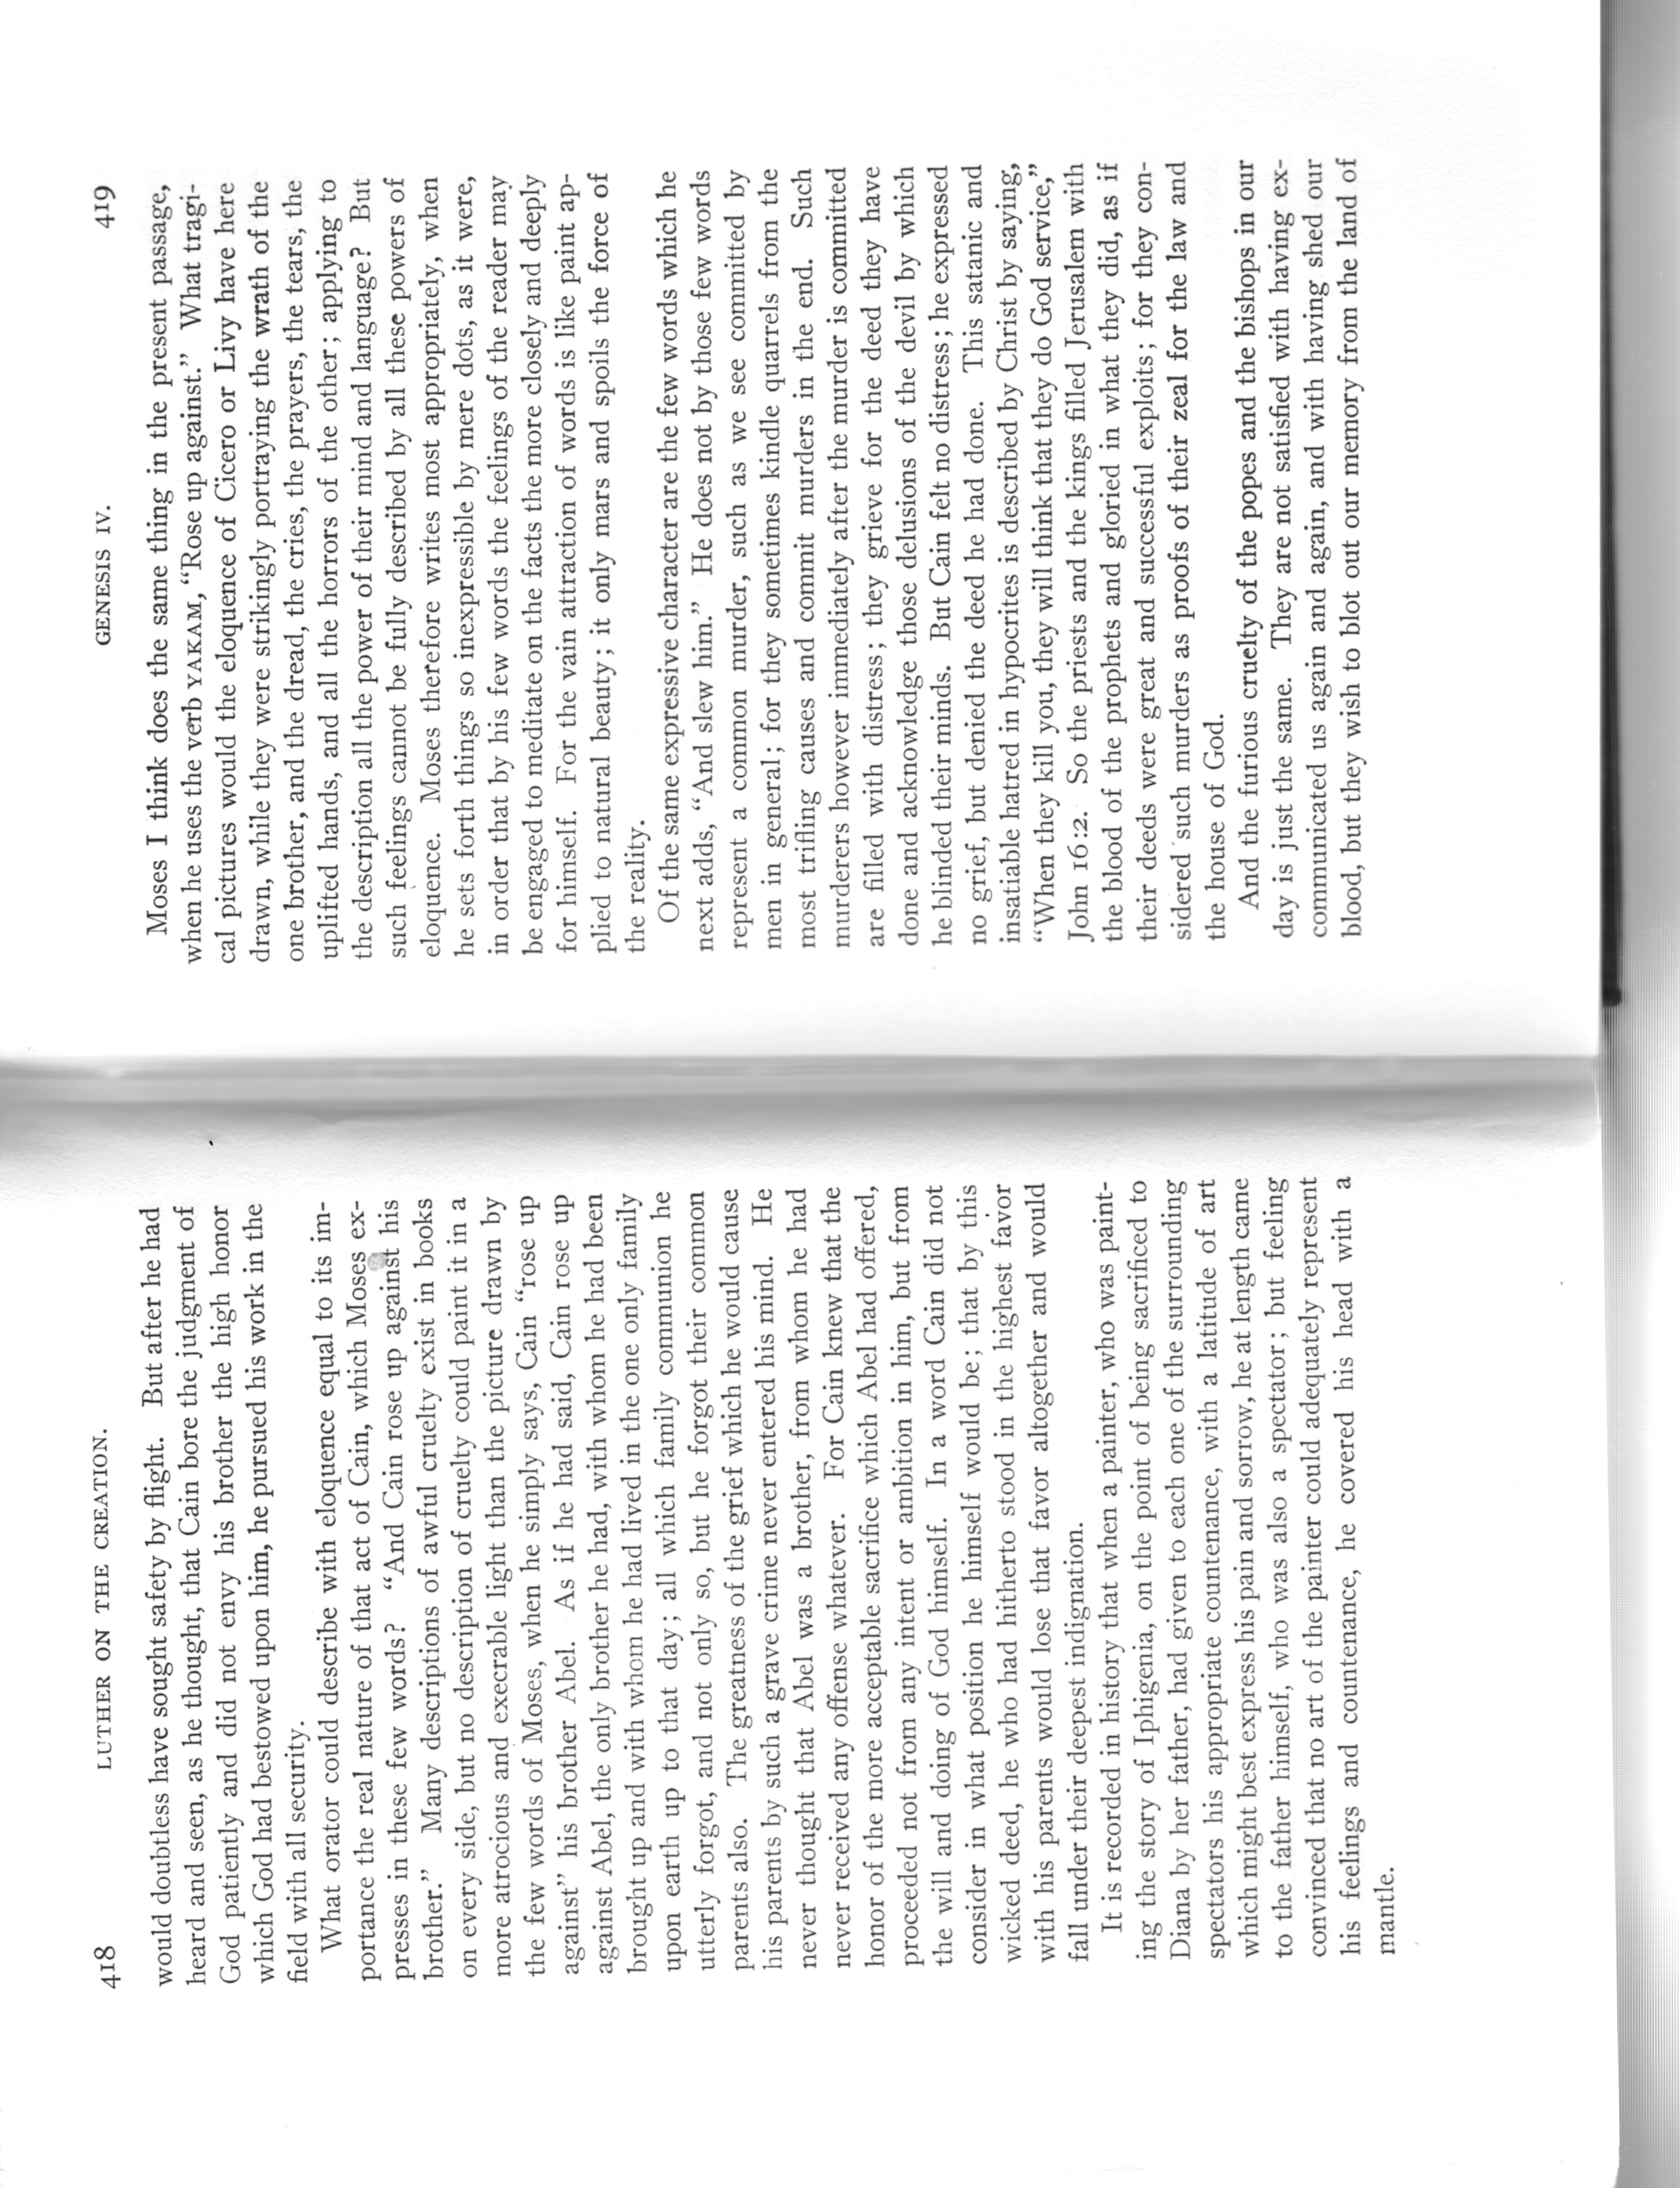 418 LUTHER ON THE CREATION.
would doubtless have sought safety by flight. But after he had
heard and seen, as he thought, that Cain bore the judgment of
God patiently and did not envy his brother the high honor
which God had bestowed upon him, he pursued his work in the
field with all security.
What orator could describe with eloquence equal to its im-
portance the real nature of that act of Cain, which Moses ex-
presses in these few words? "And Cain rose up against his
brother." Many descriptions of awful cruelty exist in books
on every side, but no description of cruelty could paint it in a
more atrocious and execrable light than the picture drawn by
the few words of Moses, when he simply says, Cain "rose up
against" his brother Abel. As if he had said, Cain rose up
against Abel, the only brother he had, with whom he had been
brought up and with whom he had lived in the one only family
upon earth up to that day; all which family communion he
utterly forgot, and not only so, but he forgot their common
parents also. The greatness of the grief which he would cause
his parents by such a grave crime never entered his mind. He
never thought that Abel was a brother, from whom he had
never received any offense whatever. For Cain knew that the
honor of the more acceptable sacrifice which Abel had offered,
proceeded not from any intent or ambition in him, but from
the will and doing of God himself. In a word Cain did not
consider in what position he himself would be; that by this
wicked deed, he who had hitherto stood in the highest favor
with his parents would lose that favor altogether and would
fall under their deepest indignation.
It is recorded in history that when a painter, who was paint-
ing the story of Iphigenia, on the point of being sacrificed to
Diana by her father, had given to each one of the surrounding
spectators his appropriate countenance, with a latitude of art
which might best express his pain and sorrow, he at length came
to the father himself, who was also a spectator; but feeling
convinced that no art of the painter could adequately represent
his feelings and countenance, he covered his head with a
mantle.
GENESIS IV. 419
Moses I think does the same thing in the present passage,
when he uses the verb YAKAM, "Rose up against." What tragi-
cal pictures would the eloquence of Cicero or Livy have here
drawn, while they were strikingly portraying the wrath of the
one brother, and the dread, the cries, the prayers, the tears, the
uplifted hands, and all the horrors of the other; applying to
the description all the power of their mind and language? But
such feelings cannot be fully described by all these powers of
eloquence. Moses therefore writes most appropriately, when
he sets forth things so inexpressible by mere dots, as it were,
in order that by his few words the feelings of the reader may
be engaged to meditate on the facts the more closely and deeply
for himself. For the vain attraction of words is like paint ap-
plied to natural beauty; it only mars and spoils the force of
the reality.
Of the same expressive character are the few words which he
next adds, "And slew him." He does not by those few words
represent a common murder, such as we see committed by
men in general; for they sometimes kindle quarrels from the
most trifling causes and commit murders in the end. Such
murderers however immediately after the murder is committed
are filled with distress; they grieve for the deed they have
done and acknowledge those delusions of the devil by which
he blinded their minds. But Cain felt no distress; he expressed
no grief, but denied the deed he had done. This satanic and
insatiable hatred in hypocrites is described by Christ by saying,
"When they kill you, they will think that they do God service,"
John 16:2. So the priests and the kings filled Jerusalem with
the blood of the prophets and gloried in what they did, as if
their deeds were great and successful exploits; for they con-
sidered such murders as proofs of their zeal for the law and
the house of God.
And the furious cruelty of the popes and the bishops in our
day is just the same. They are not satisfied with having ex-
communicated us again and again, and with having shed our
blood, but they wish to blot out our memory from the land of